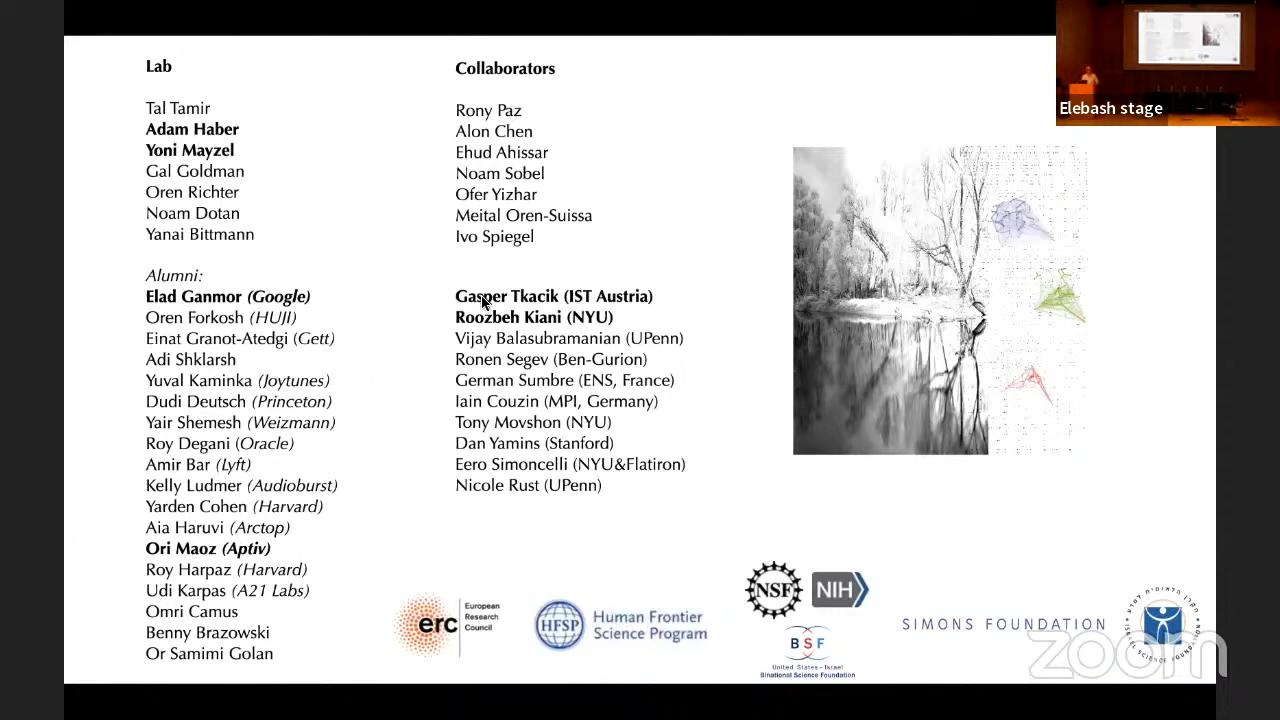 Lab
Tal Tamir
Adam Haber
Yoni Mayzel
Gal Goldman
Oren Richter
Noam Dotan
Yanai Bittmann
Alumni:
Elad Ganmor (Google)
Oren Forkosh (HUJI)
Einat Granot-Atedgi (Gett)
Adi Shklarsh
Yuval Kaminka (Joytunes)
Dudi Deutsch (Princeton)
Yair Shemesh (Weizmann)
Roy Degani (Oracle)
Amir Bar (Lyft)
Kelly Ludmer (Audioburst)
Yarden Cohen (Harvard)
Aia Haruvi (Arctop)
Ori Maoz (Aptiv)
Roy Harpaz (Harvard)
Udi Karpas (A21 Labs)
Omri Camus
Benny Brazowski
Or Samimi Golan
Collaborators
Rony Paz
Alon Chen
Ehud Ahissar
Noam Sobel
Ofer Yizhar
Meital Oren-Suissa
Ivo Spiegel
Gasper Tkacik (IST Austria)
Roozbeh Kiani (NYU)
Vijay Balasubramanian (UPenn)
Ronen Segev (Ben-Gurion)
German Sumbre (ENS, France)
Iain Couzin (MPI, Germany)
Tony Movshon (NYU)
Dan Yamins (Stanford)
Eero Simoncelli (NYU&Flatiron)
Nicole Rust (UPenn)
Elebash stage
erc
European
Research
Council
HFSP
Human Frontier
Science Program
NSF
NIH
BSF
United States - Israel
Binational Science Foundation
SIMONS FOUNDATION
zoom